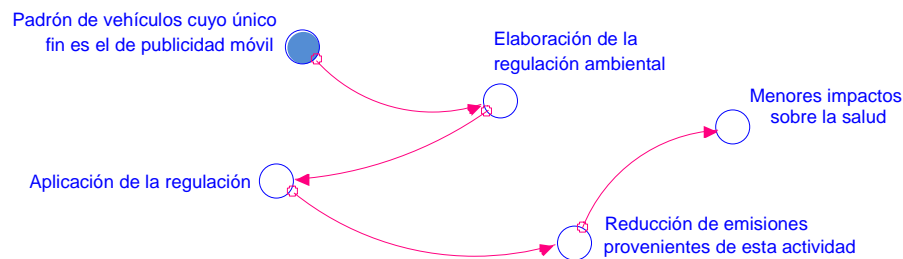 Padrón de vehículos cuyo único
fin es el de publicidad móvil
Elaboración de la
regulación ambiental
Menores impactos
sobre la salud
Aplicación de la regulación
Reducción de emisiones
provenientes de esta actividad